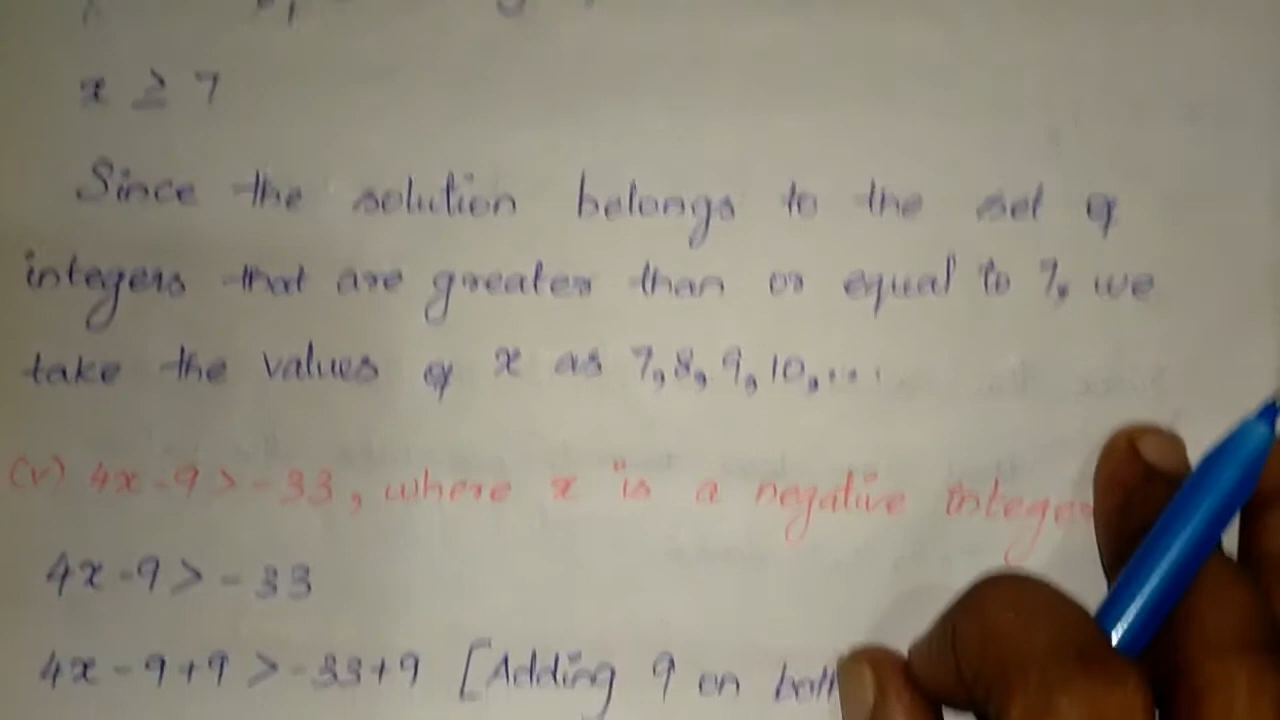 x ≥ 7
Since the solution belongs to the set of
integers that are greater than or equal to 7, we
take the values of x as 7,8,9,10,...
(v) 4x-9>-33, where x is a negative integer
4x-9>-33
4x-9+9>-33+9 [Adding 9 on both